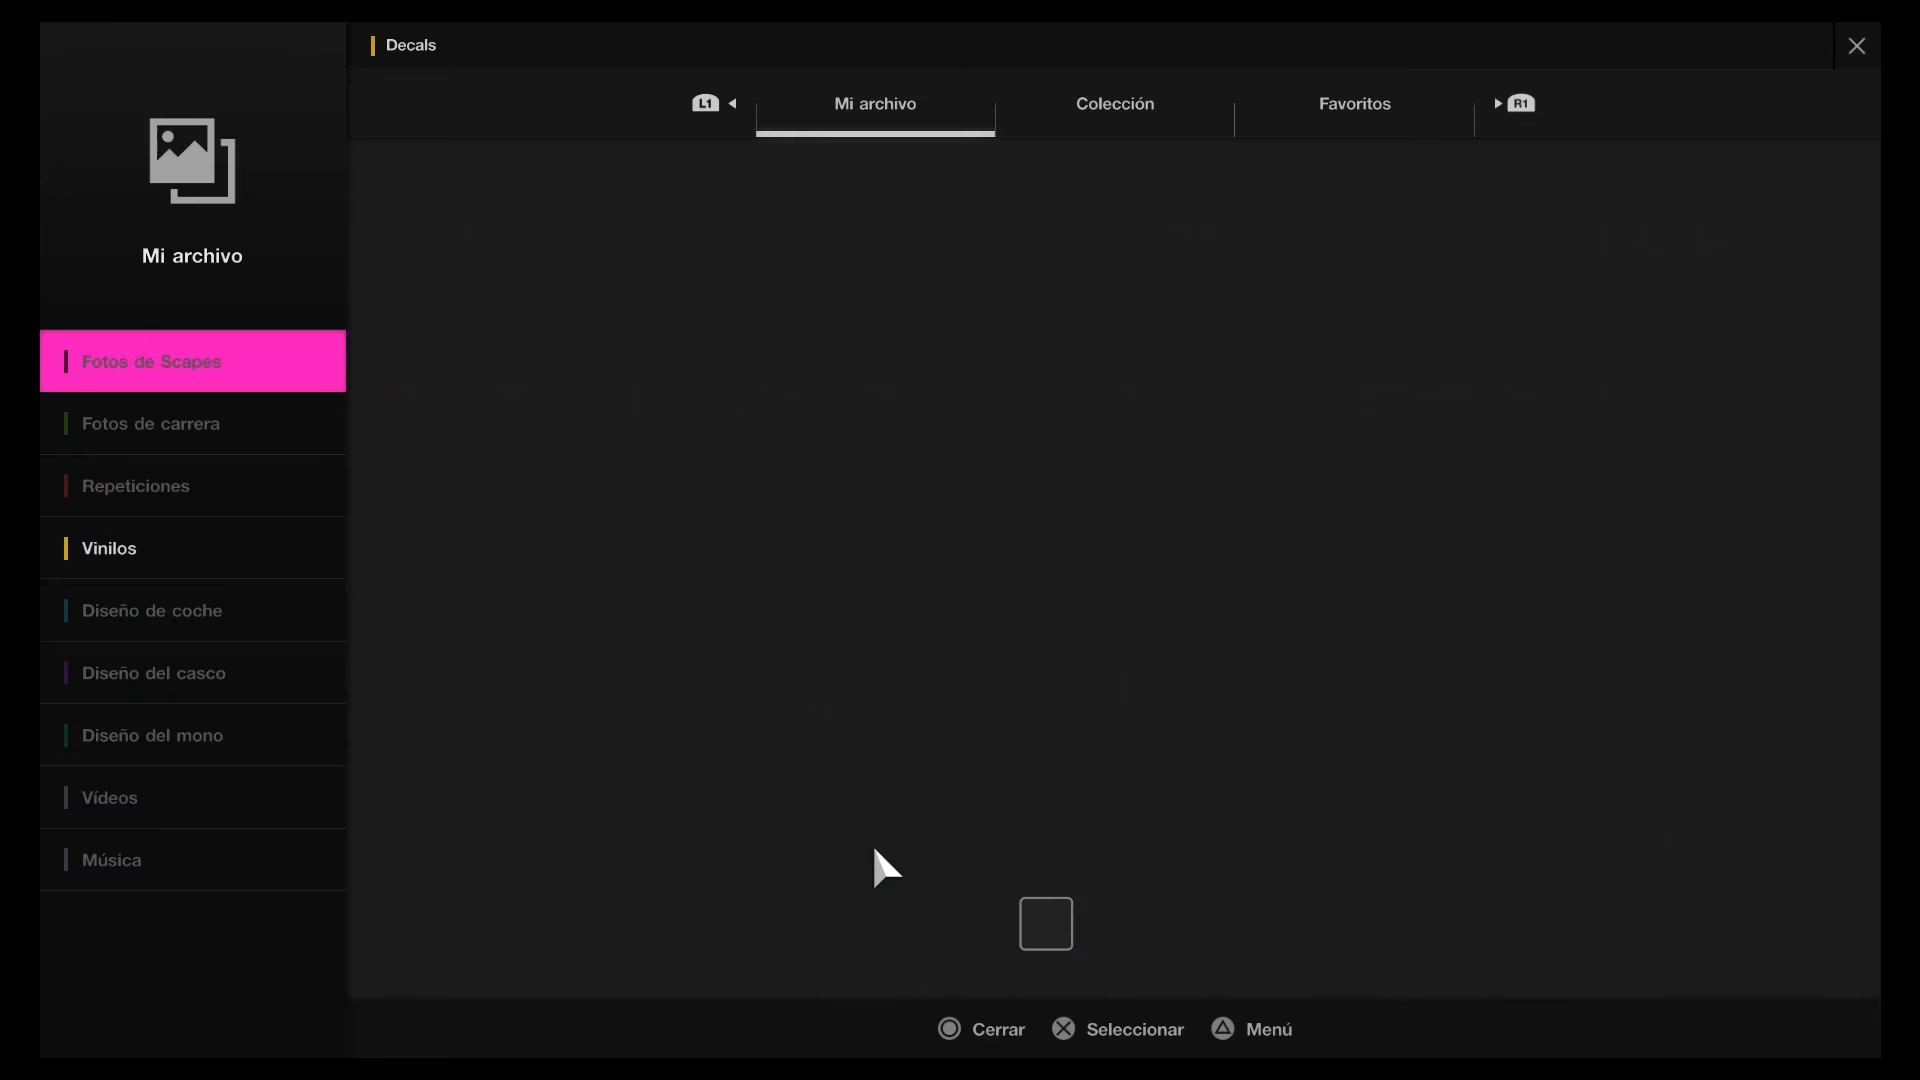 Decals
L1
Mi archivo
Colección
Favoritos
R1
Mi archivo
Fotos de Scapes
Fotos de carrera
Repeticiones
Vinilos
Diseño de coche
Diseño del casco
Diseño del mono
Vídeos
Música
Cerrar
Seleccionar
Menú